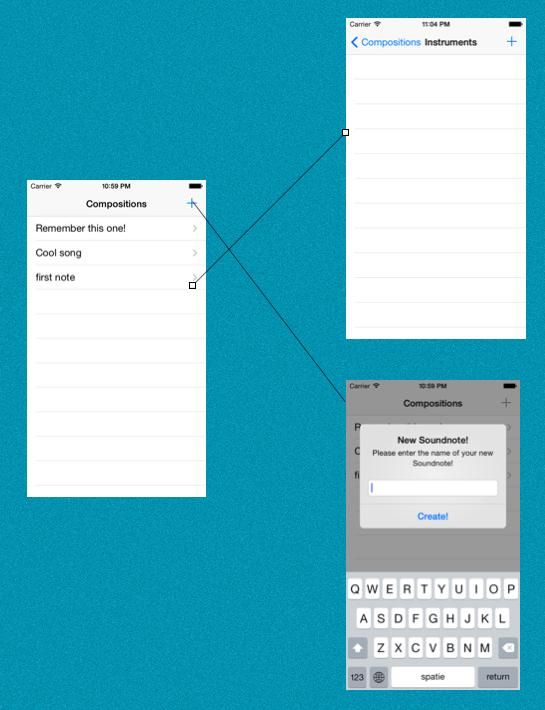 Carrier 11:04 PM
Compositions Instruments +
Carrier 10:59 PM
Compositions +
Remember this one!
Cool song
first note
Carrier 10:59 PM
Compositions +
New Soundnote!
Please enter the name of your new
Soundnote!
Create!
Q W E R T Y U I O P
A S D F G H J K L
Z X C V B N M
123 spatie return